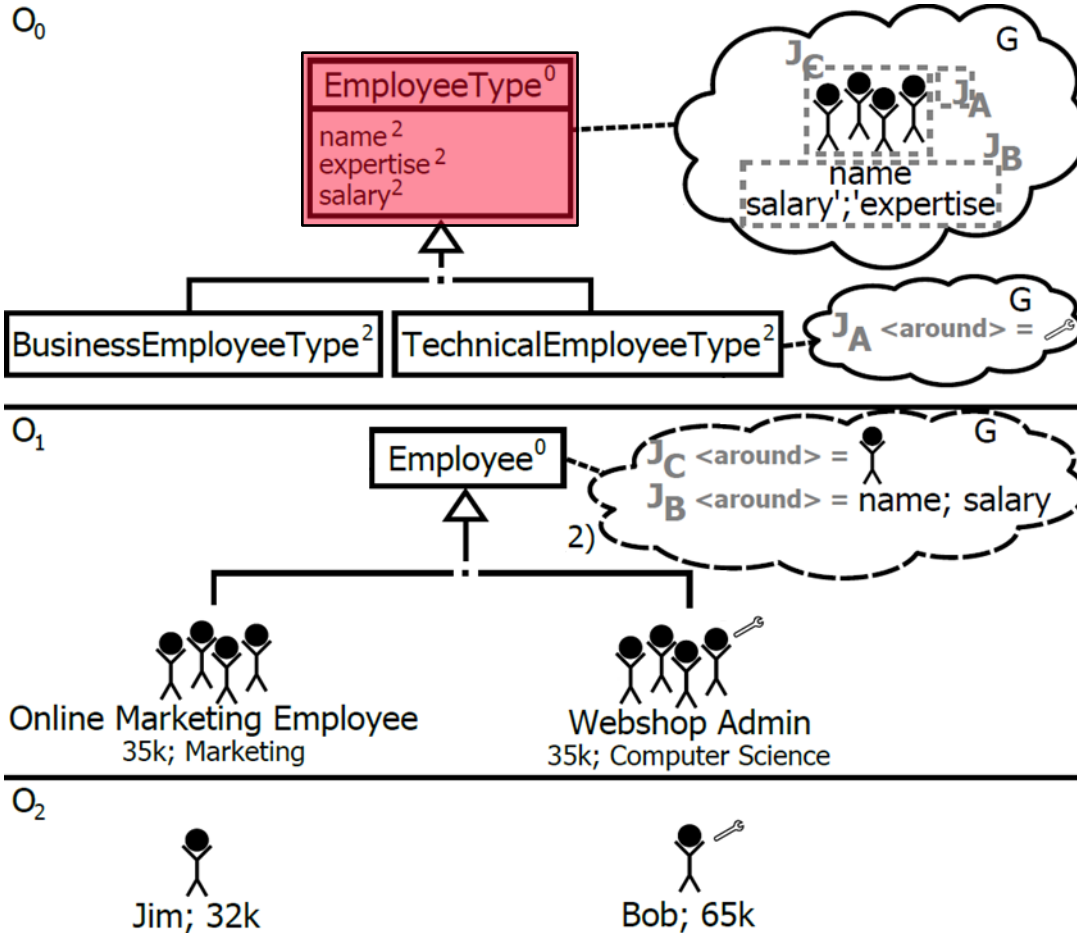 O0
EmployeeType0
name2
expertise2
salary2
G
JC
JA
JB
name
salary';'expertise
BusinessEmployeeType2
TechnicalEmployeeType2
G
JA <around> =
O1
Employee0
G
JC <around> =
JB <around> = name; salary
2)
Online Marketing Employee
35k; Marketing
Webshop Admin
35k; Computer Science
O2
Jim; 32k
Bob; 65k